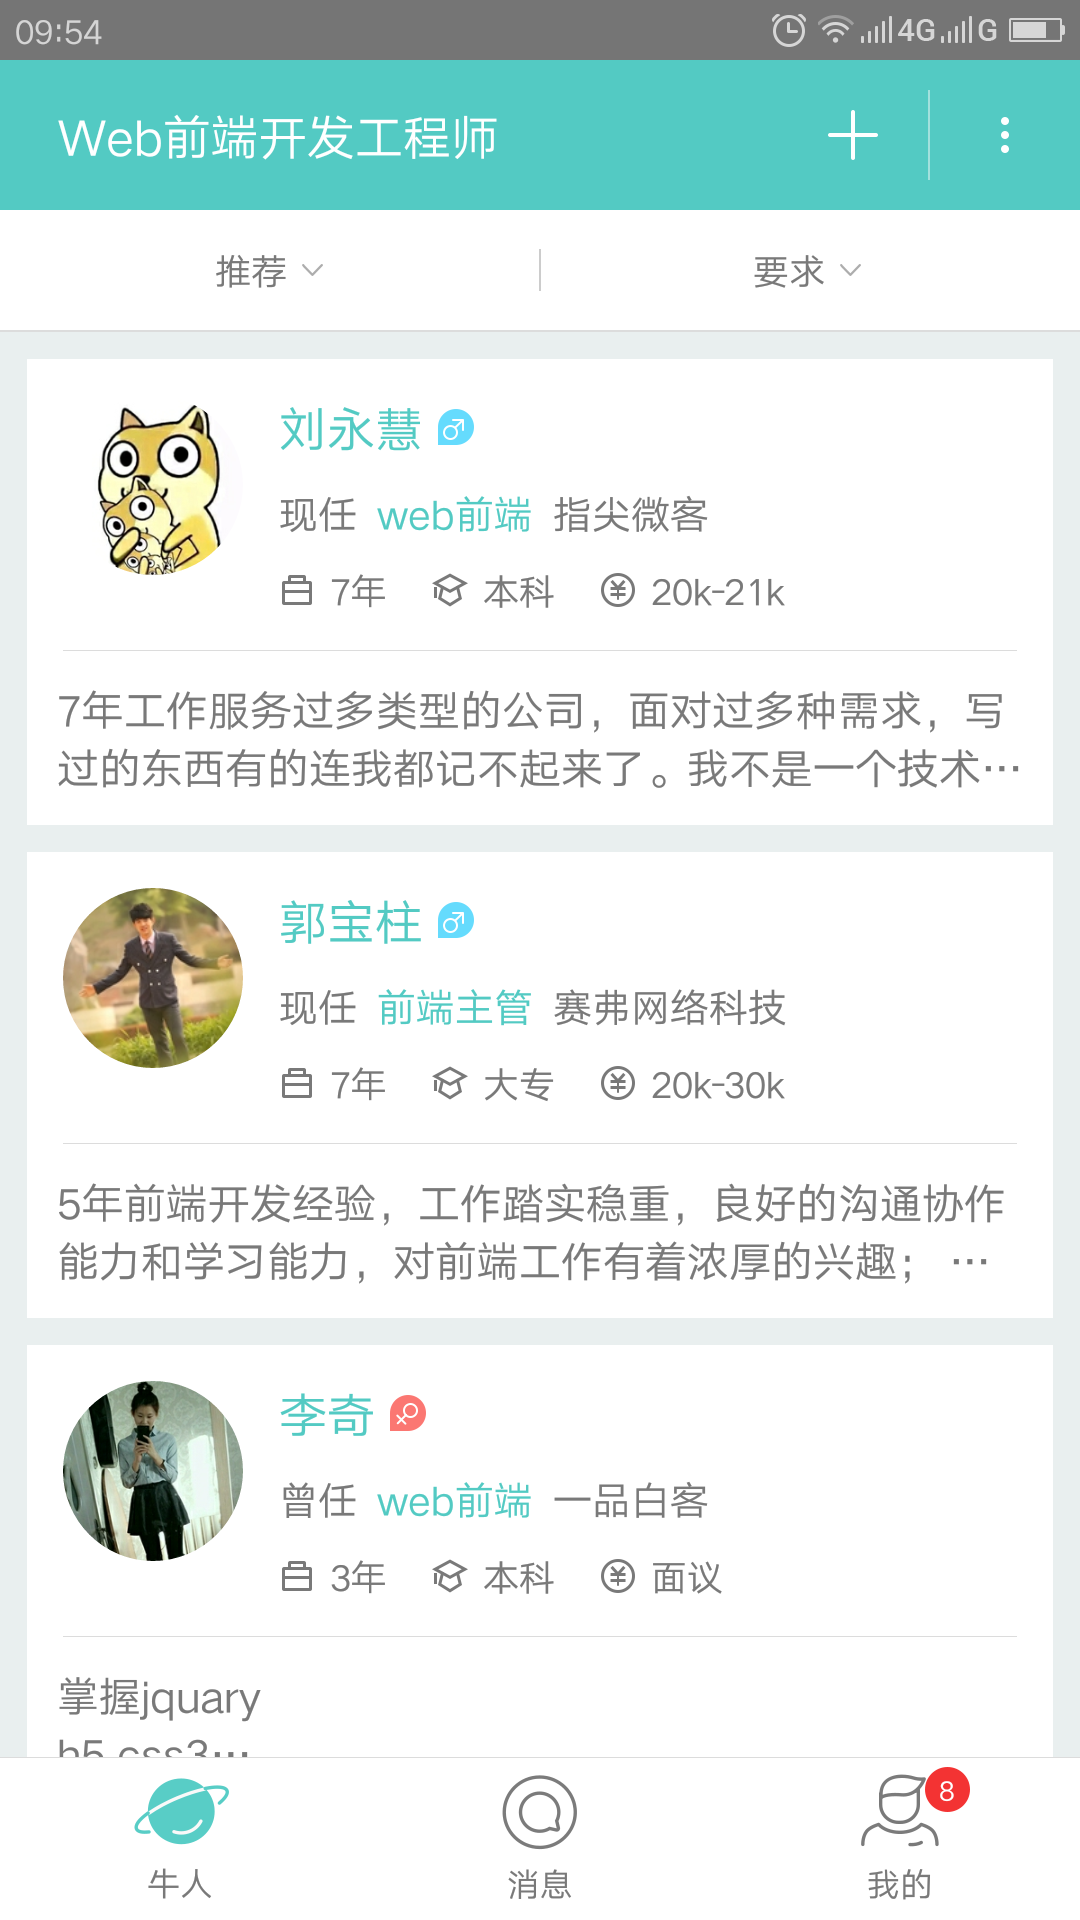 09:54 4G G
Web前端开发工程师
推荐 要求
刘永慧
现任 web前端 指尖微客
7年 本科 20k-21k
7年工作服务过多类型的公司，面对过多种需求，写
过的东西有的连我都记不起来了。我不是一个技术…
郭宝柱
现任 前端主管 赛弗网络科技
7年 大专 20k-30k
5年前端开发经验，工作踏实稳重，良好的沟通协作
能力和学习能力，对前端工作有着浓厚的兴趣； …
李奇
曾任 web前端 一品白客
3年 本科 面议
掌握jquary
h5 css3…
8
牛人 消息 我的